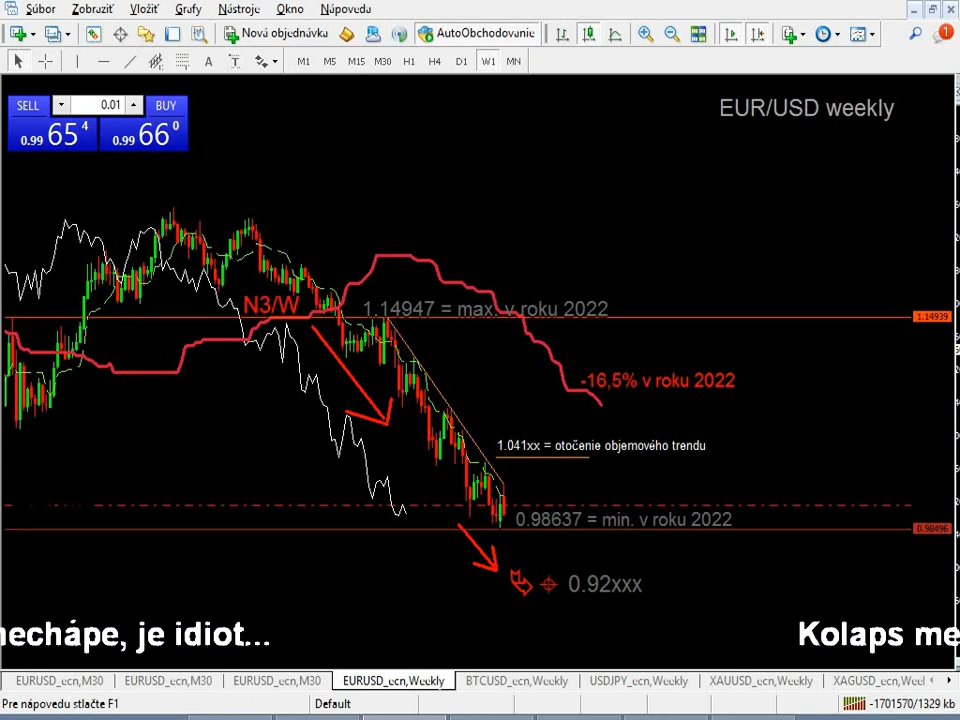 Súbor Zobraziť Vložiť Grafy Nástroje Okno Nápoveda
Nová objednávku AutoObchodovanie 1
A T M1 M5 M15 M30 H1 H4 D1 W1 MN
SELL 0.01 BUY
0.99 65 4 0.99 66 0
EUR/USD weekly
N3/W
1.14947 = max. v roku 2022
1.14939
-16,5% v roku 2022
1.041xx = otočenie objemového trendu
0.98637 = min. v roku 2022
0.98496
0.92xxx
nechápe, je idiot... Kolaps me
EURUSD_ecn,M30 EURUSD_ecn,M30 EURUSD_ecn,M30 EURUSD_ecn,Weekly BTCUSD_ecn,Weekly USDJPY_ecn,Weekly XAUUSD_ecn,Weekly XAGUSD_ecn,Weekl
Pre nápovedu stlačte F1 Default -1701570/1329 kb